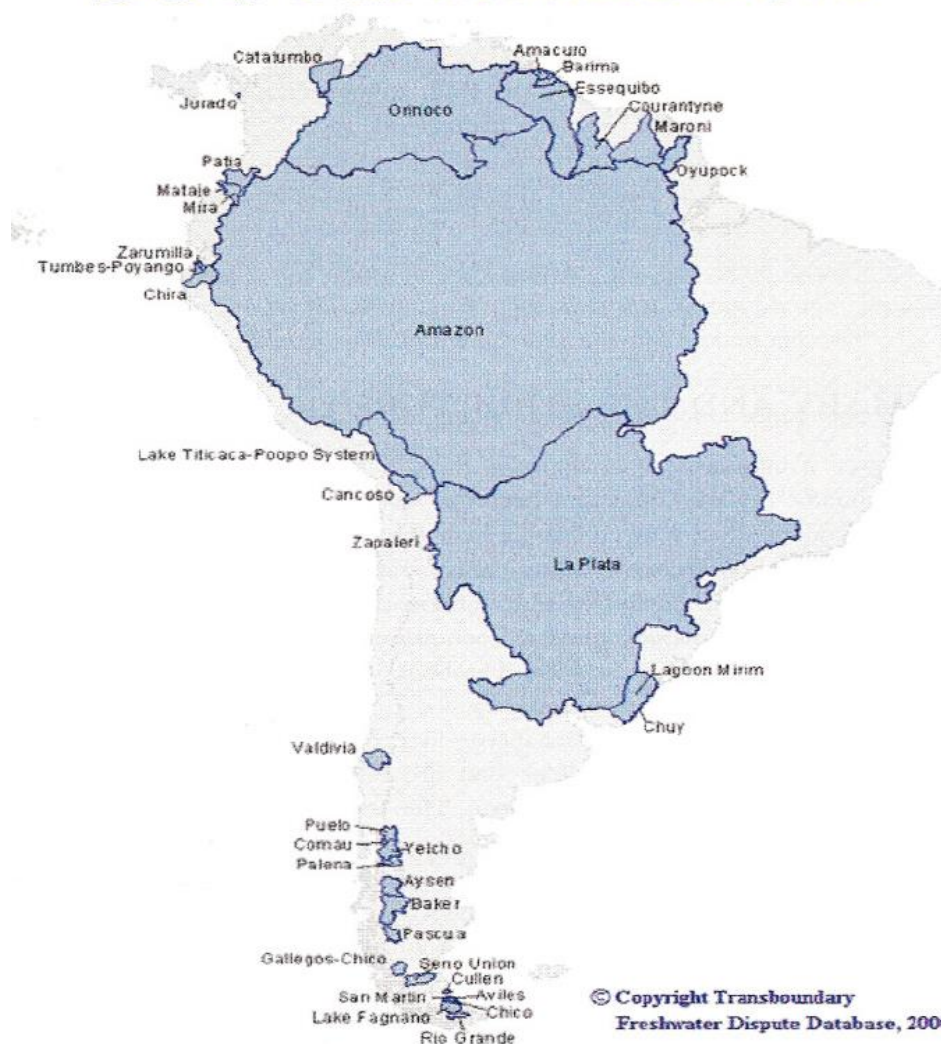 Amacuro
Catatumbo
Barima
Essequibo
Jurado
Orinoco
Courantyne
Maroni
Patia
Oyupock
Mataje
Mira
Zarumilla
Tumbes-Poyango
Chira
Amazon
Lake Titicaca-Poopo System
Cancoso
Zapaleri
La Plata
Lagoon Mirim
Chuy
Valdivia
Puelo
Comau
Yelcho
Palena
Aysen
Baker
Pascua
Gallegos-Chico
Seno Union
Cullen
San Martin
Aviles
Chico
Lake Fagnano
Rio Grande
© Copyright Transboundary
Freshwater Dispute Database, 200